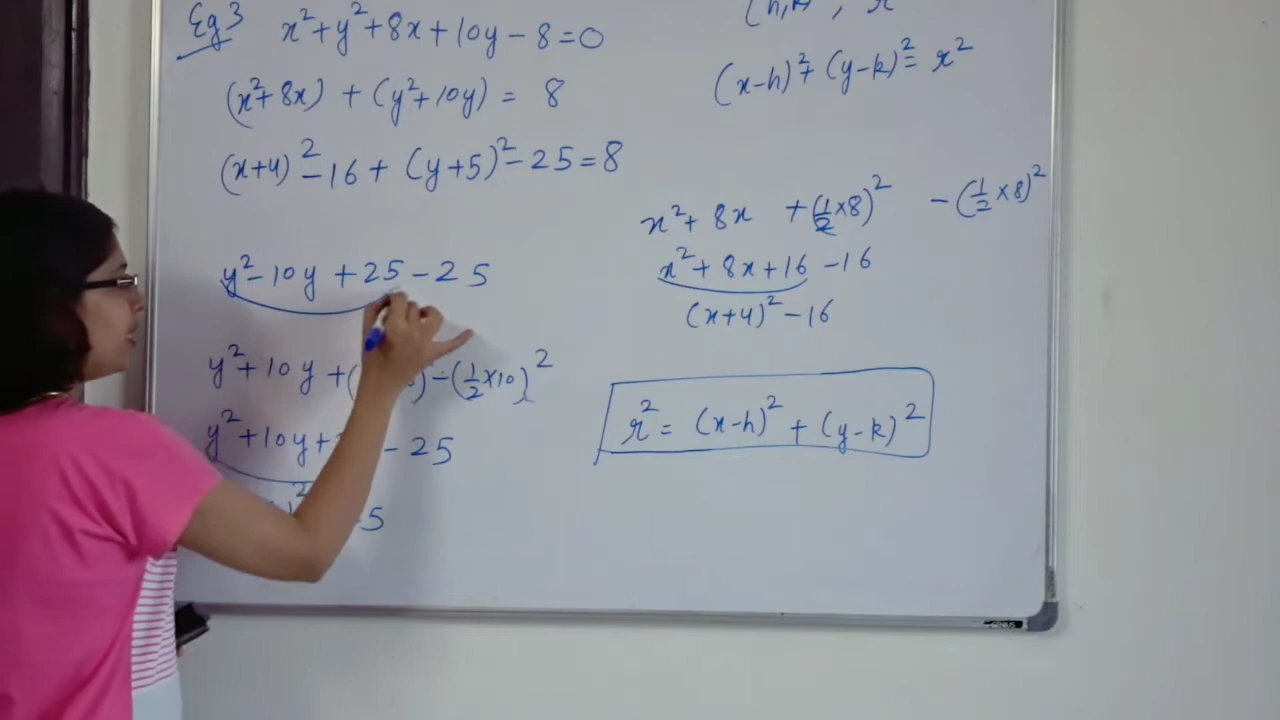 Eg 3 x²+y²+8x+10y-8=0
(x²+8x) + (y²+10y) = 8
(x+4)²-16 + (y+5)²-25=8
y²-10y+25-25
y²+10y+( )-(1/2×10)²
y²+10y+ -25
(h,k), r
(x-h)²+(y-k)²=r²
x²+8x +(1/2×8)² -(1/2×8)²
x²+8x+16-16
(x+4)²-16
r²=(x-h)²+(y-k)²